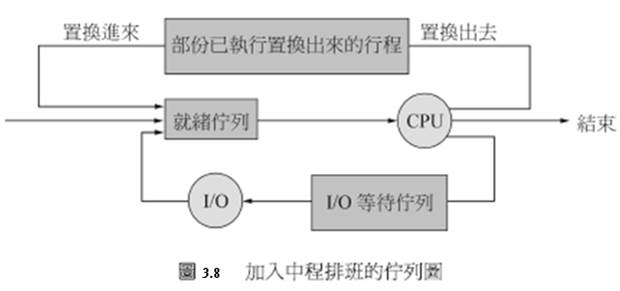 置換進來
部份已執行置換出來的行程
置換出去
就緒佇列
CPU
結束
I/O
I/O 等待佇列
圖 3.8 加入中程排班的佇列圖